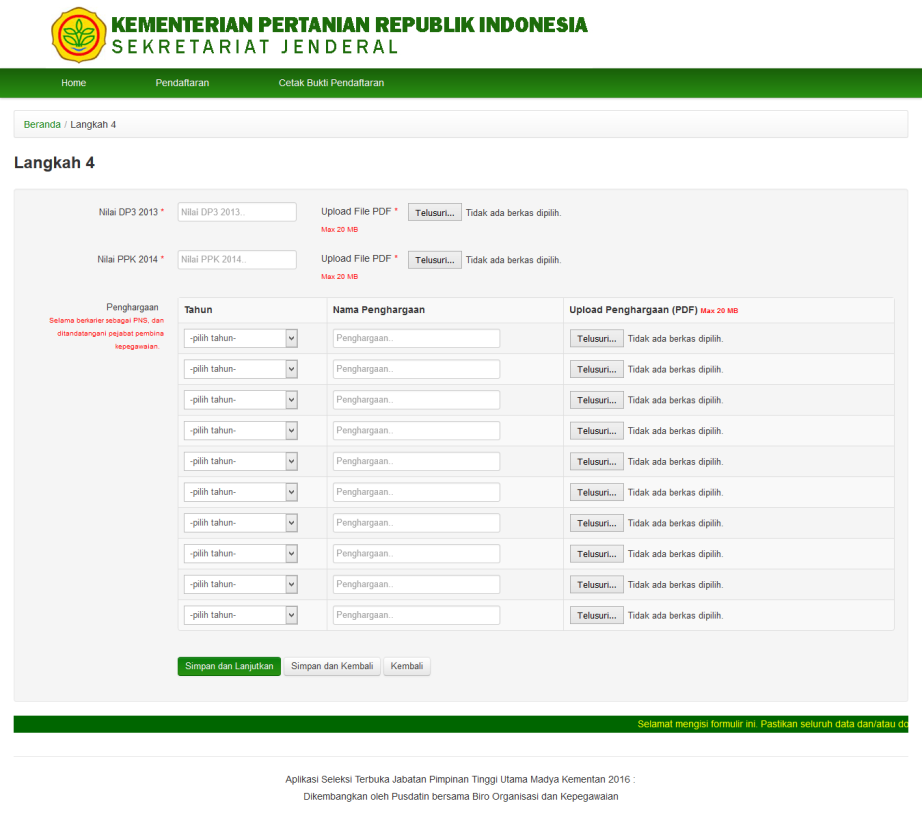 KEMENTERIAN PERTANIAN REPUBLIK INDONESIA
SEKRETARIAT JENDERAL
Home Pendaftaran Cetak Bukti Pendaftaran
Beranda / Langkah 4
Langkah 4
Nilai DP3 2013 * Nilai DP3 2013.. Upload File PDF * Telusuri... Tidak ada berkas dipilih.
Max 20 MB
Nilai PPK 2014 * Nilai PPK 2014.. Upload File PDF * Telusuri... Tidak ada berkas dipilih.
Max 20 MB
Penghargaan
Selama berkarier sebagai PNS, dan
ditandatangani pejabat pembina
kepegawaian.
Tahun Nama Penghargaan Upload Penghargaan (PDF) Max 20 MB
-pilih tahun- Penghargaan.. Telusuri... Tidak ada berkas dipilih.
-pilih tahun- Penghargaan.. Telusuri... Tidak ada berkas dipilih.
-pilih tahun- Penghargaan.. Telusuri... Tidak ada berkas dipilih.
-pilih tahun- Penghargaan.. Telusuri... Tidak ada berkas dipilih.
-pilih tahun- Penghargaan.. Telusuri... Tidak ada berkas dipilih.
-pilih tahun- Penghargaan.. Telusuri... Tidak ada berkas dipilih.
-pilih tahun- Penghargaan.. Telusuri... Tidak ada berkas dipilih.
-pilih tahun- Penghargaan.. Telusuri... Tidak ada berkas dipilih.
-pilih tahun- Penghargaan.. Telusuri... Tidak ada berkas dipilih.
-pilih tahun- Penghargaan.. Telusuri... Tidak ada berkas dipilih.
Simpan dan Lanjutkan Simpan dan Kembali Kembali
Selamat mengisi formulir ini. Pastikan seluruh data dan/atau do
Aplikasi Seleksi Terbuka Jabatan Pimpinan Tinggi Utama Madya Kementan 2016 :
Dikembangkan oleh Pusdatin bersama Biro Organisasi dan Kepegawaian